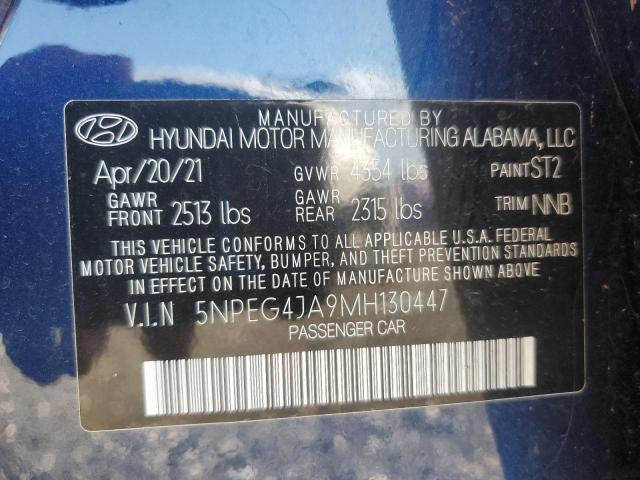 MANUFACTURED BY
HYUNDAI MOTOR MANUFACTURING ALABAMA, LLC
Apr/20/21 GVWR 4354 lbs PAINT ST2
GAWR FRONT 2513 lbs GAWR REAR 2315 lbs TRIM NNB
THIS VEHICLE CONFORMS TO ALL APPLICABLE U.S.A. FEDERAL
MOTOR VEHICLE SAFETY, BUMPER, AND THEFT PREVENTION STANDARDS
IN EFFECT ON THE DATE OF MANUFACTURE SHOWN ABOVE.
V.I.N 5NPEG4JA9MH130447
PASSENGER CAR